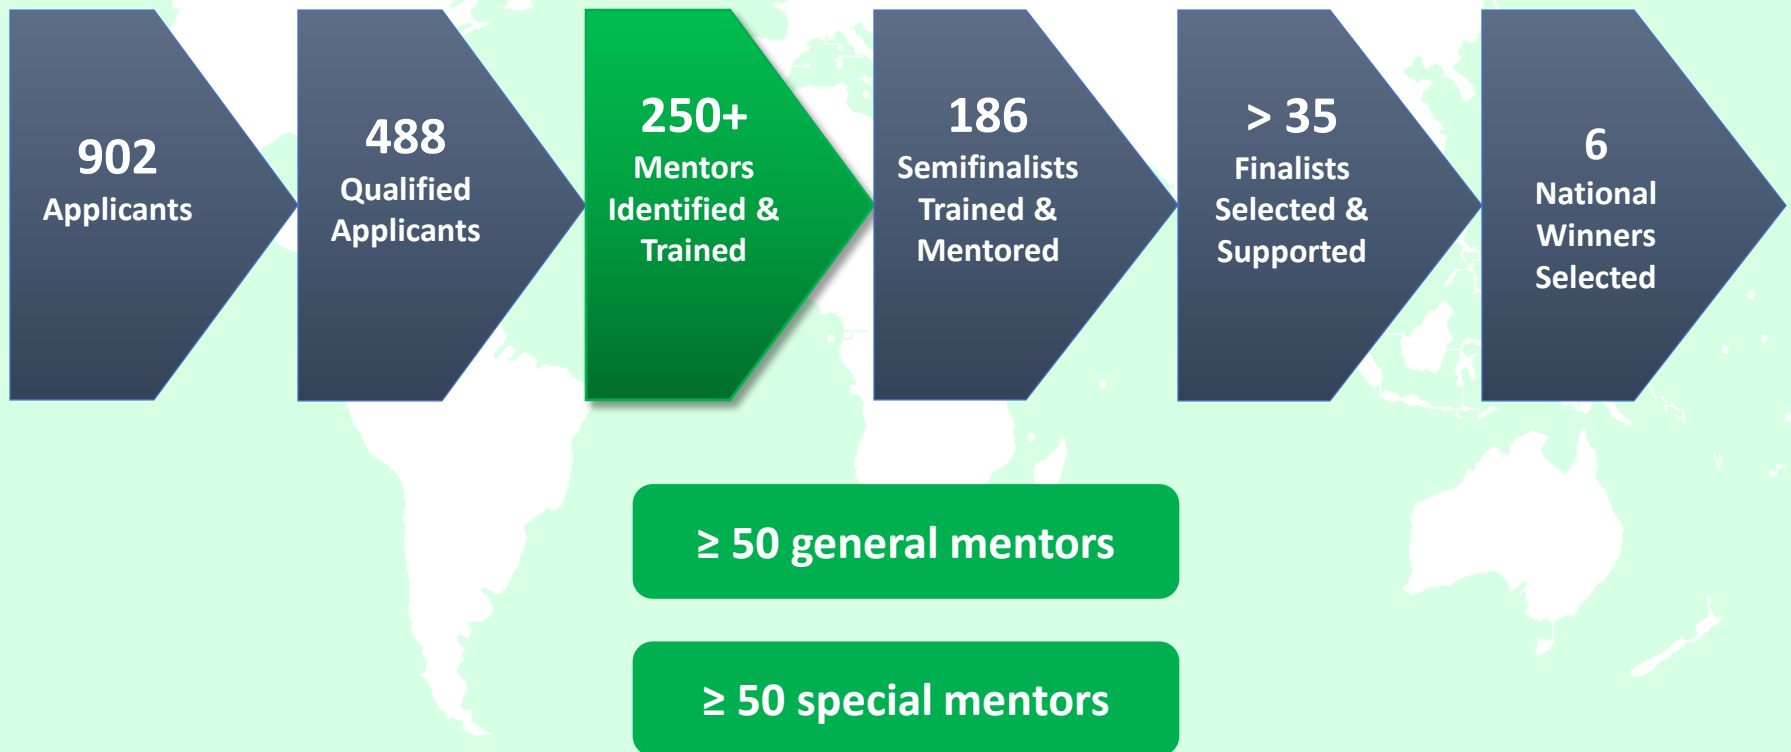 902
Applicants
488
Qualified
Applicants
250+
Mentors
Identified &
Trained
186
Semifinalists
Trained &
Mentored
> 35
Finalists
Selected &
Supported
6
National
Winners
Selected
≥ 50 general mentors
≥ 50 special mentors